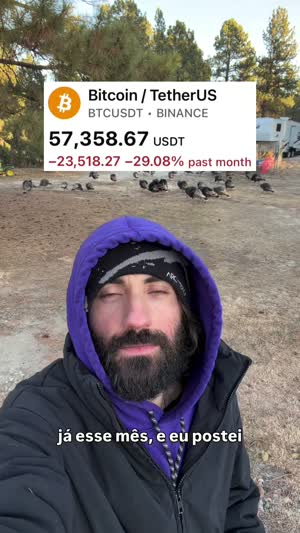 Bitcoin / TetherUS
BTCUSDT • BINANCE
57,358.67 USDT
−23,518.27 −29.08% past month
já esse mês, e eu postei